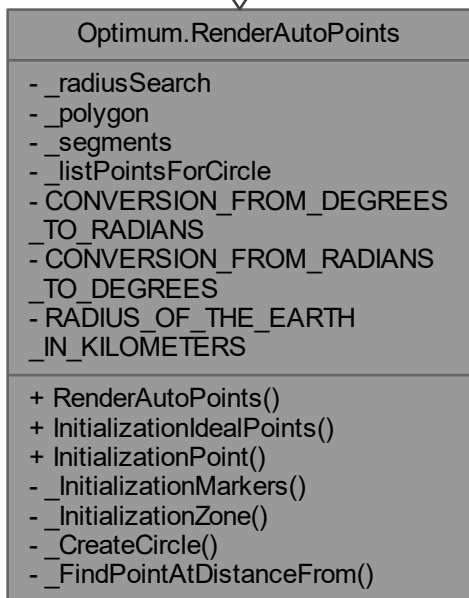 Optimum.RenderAutoPoints
- _radiusSearch
- _polygon
- _segments
- _listPointsForCircle
- CONVERSION_FROM_DEGREES
_TO_RADIANS
- CONVERSION_FROM_RADIANS
_TO_DEGREES
- RADIUS_OF_THE_EARTH
_IN_KILOMETERS
+ RenderAutoPoints()
+ InitializationIdealPoints()
+ InitializationPoint()
- _InitializationMarkers()
- _InitializationZone()
- _CreateCircle()
- _FindPointAtDistanceFrom()